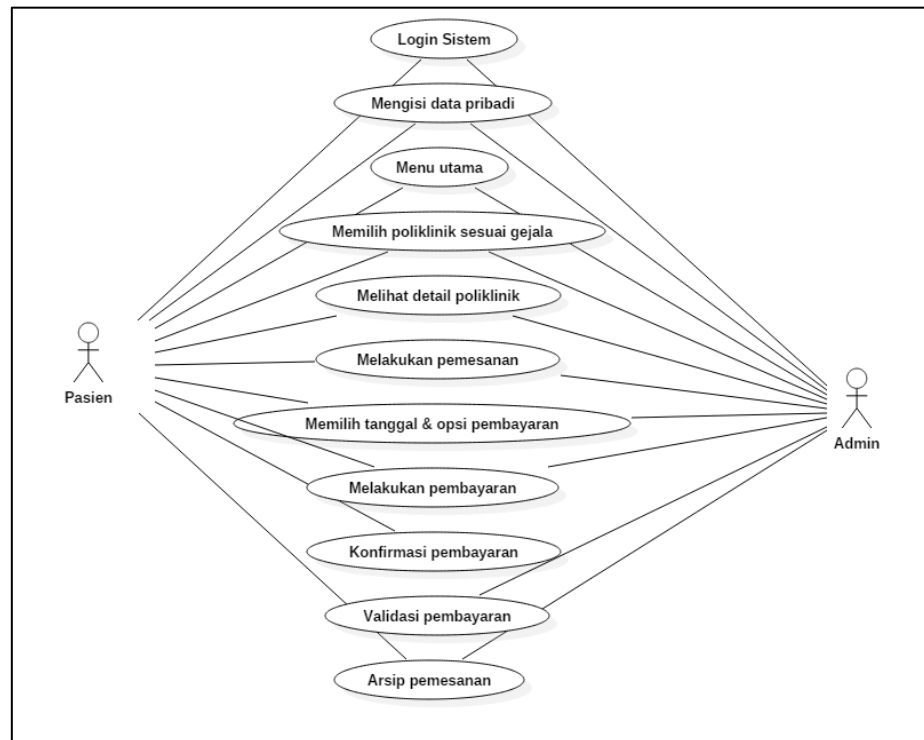 Login Sistem
Mengisi data pribadi
Menu utama
Memilih poliklinik sesuai gejala
Melihat detail poliklinik
Melakukan pemesanan
Pasien
Memilih tanggal & opsi pembayaran
Admin
Melakukan pembayaran
Konfirmasi pembayaran
Validasi pembayaran
Arsip pemesanan